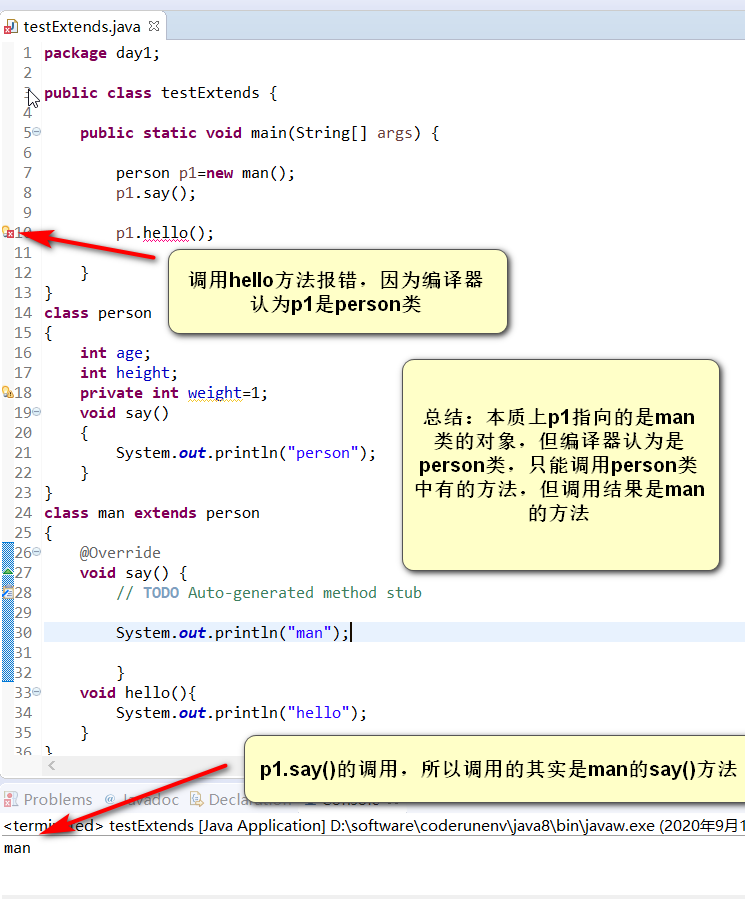 testExtends.java
1 package day1;
2
3 public class testExtends {
4
5 public static void main(String[] args) {
6
7 person p1=new man();
8 p1.say();
9
10 p1.hello();
11
12 }
13 }
14 class person
15 {
16 int age;
17 int height;
18 private int weight=1;
19 void say()
20 {
21 System.out.println("person");
22 }
23 }
24 class man extends person
25 {
26 @Override
27 void say() {
28 // TODO Auto-generated method stub
29
30 System.out.println("man");
31
32 }
33 void hello(){
34 System.out.println("hello");
35 }
36 }
调用hello方法报错，因为编译器
认为p1是person类
总结：本质上p1指向的是man
类的对象，但编译器认为是
person类，只能调用person类
中有的方法，但调用结果是man
的方法
p1.say()的调用，所以调用的其实是man的say()方法
Problems @ Javadoc
<terminated> testExtends [Java Application] D:\software\coderunenv\java8\bin\javaw.exe (2020年9月1
man